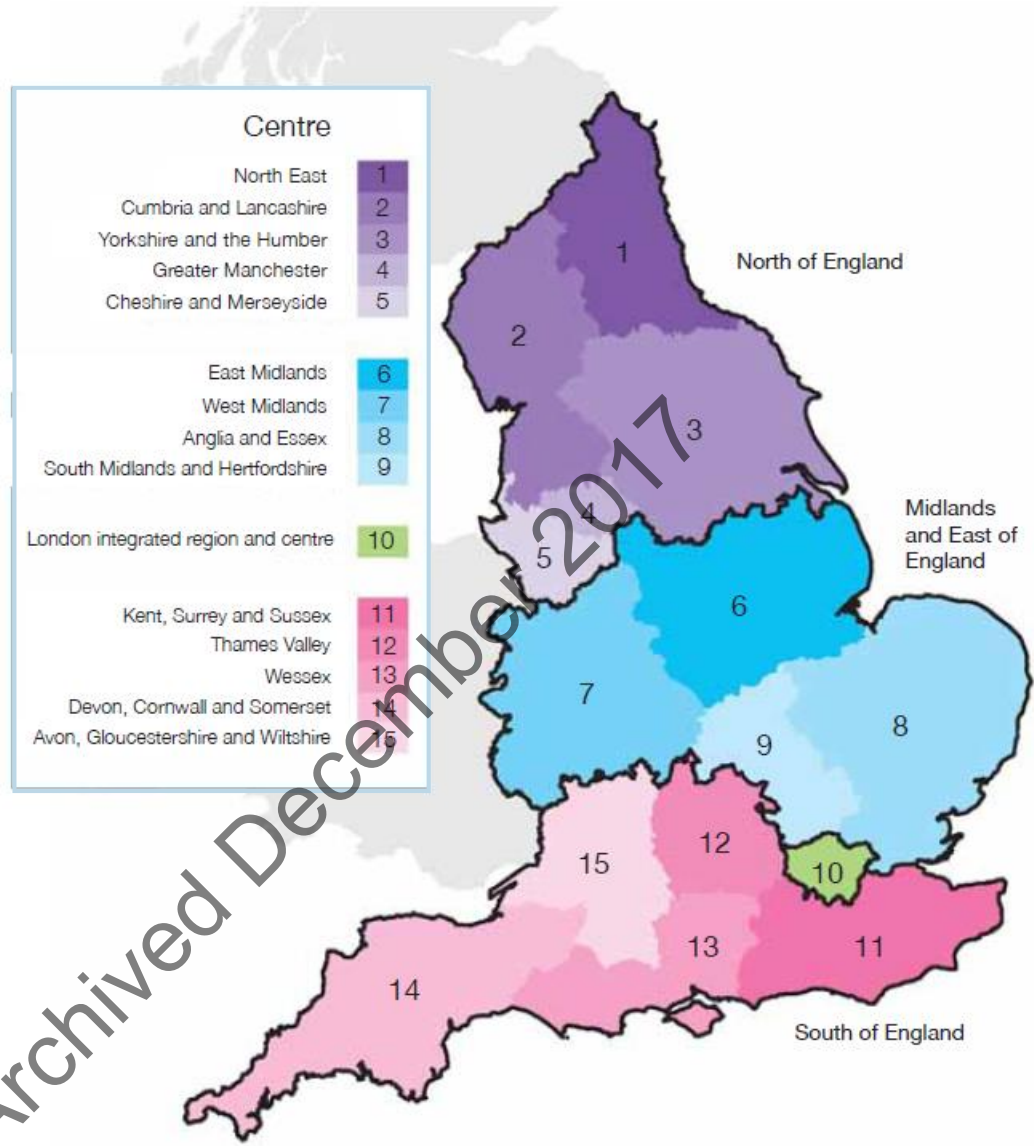 Centre
North East 1
Cumbria and Lancashire 2
Yorkshire and the Humber 3
Greater Manchester 4
Cheshire and Merseyside 5
East Midlands 6
West Midlands 7
Anglia and Essex 8
South Midlands and Hertfordshire 9
London integrated region and centre 10
Kent, Surrey and Sussex 11
Thames Valley 12
Wessex 13
Devon, Cornwall and Somerset 14
Avon, Gloucestershire and Wiltshire 15
1
North of England
2
3
4
5
Midlands
and East of
England
6
7
8
9
10
12
15
13
11
14
South of England
Archived December 2017